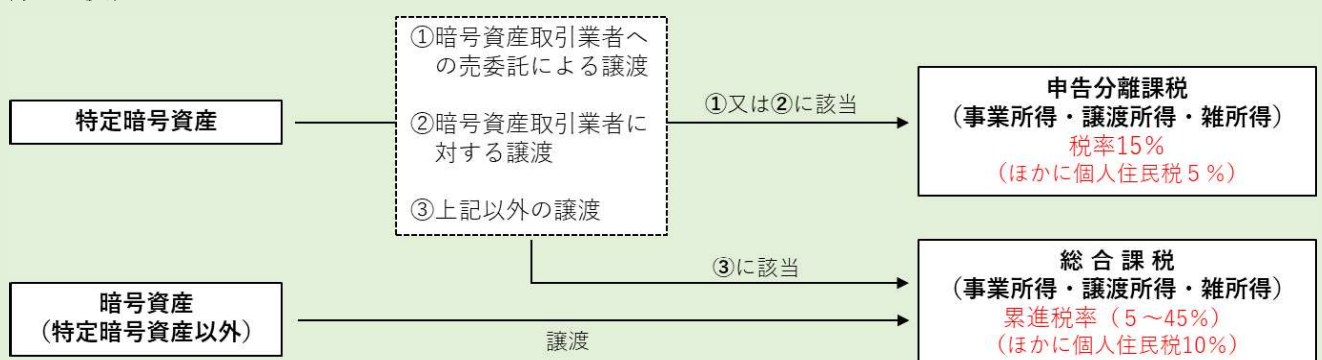 ①暗号資産取引業者へ
の売委託による譲渡
②暗号資産取引業者に
対する譲渡
③上記以外の譲渡
特定暗号資産
①又は②に該当
申告分離課税
(事業所得・譲渡所得・雑所得)
税率15%
(ほかに個人住民税5%)
③に該当
暗号資産
(特定暗号資産以外)
譲渡
総合課税
(事業所得・譲渡所得・雑所得)
累進税率(5～45%)
(ほかに個人住民税10%)